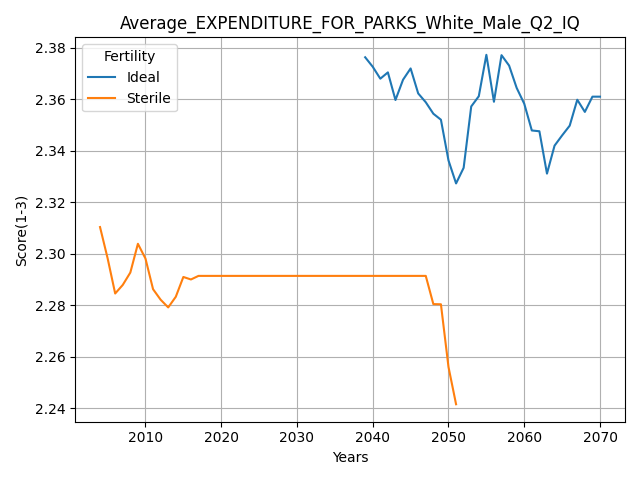 Average_EXPENDITURE_FOR_PARKS_White_Male_Q2_IQ
Fertility
Ideal
Sterile
Score(1-3)
2.38
2.36
2.34
2.32
2.30
2.28
2.26
2.24
2010 2020 2030 2040 2050 2060 2070
Years